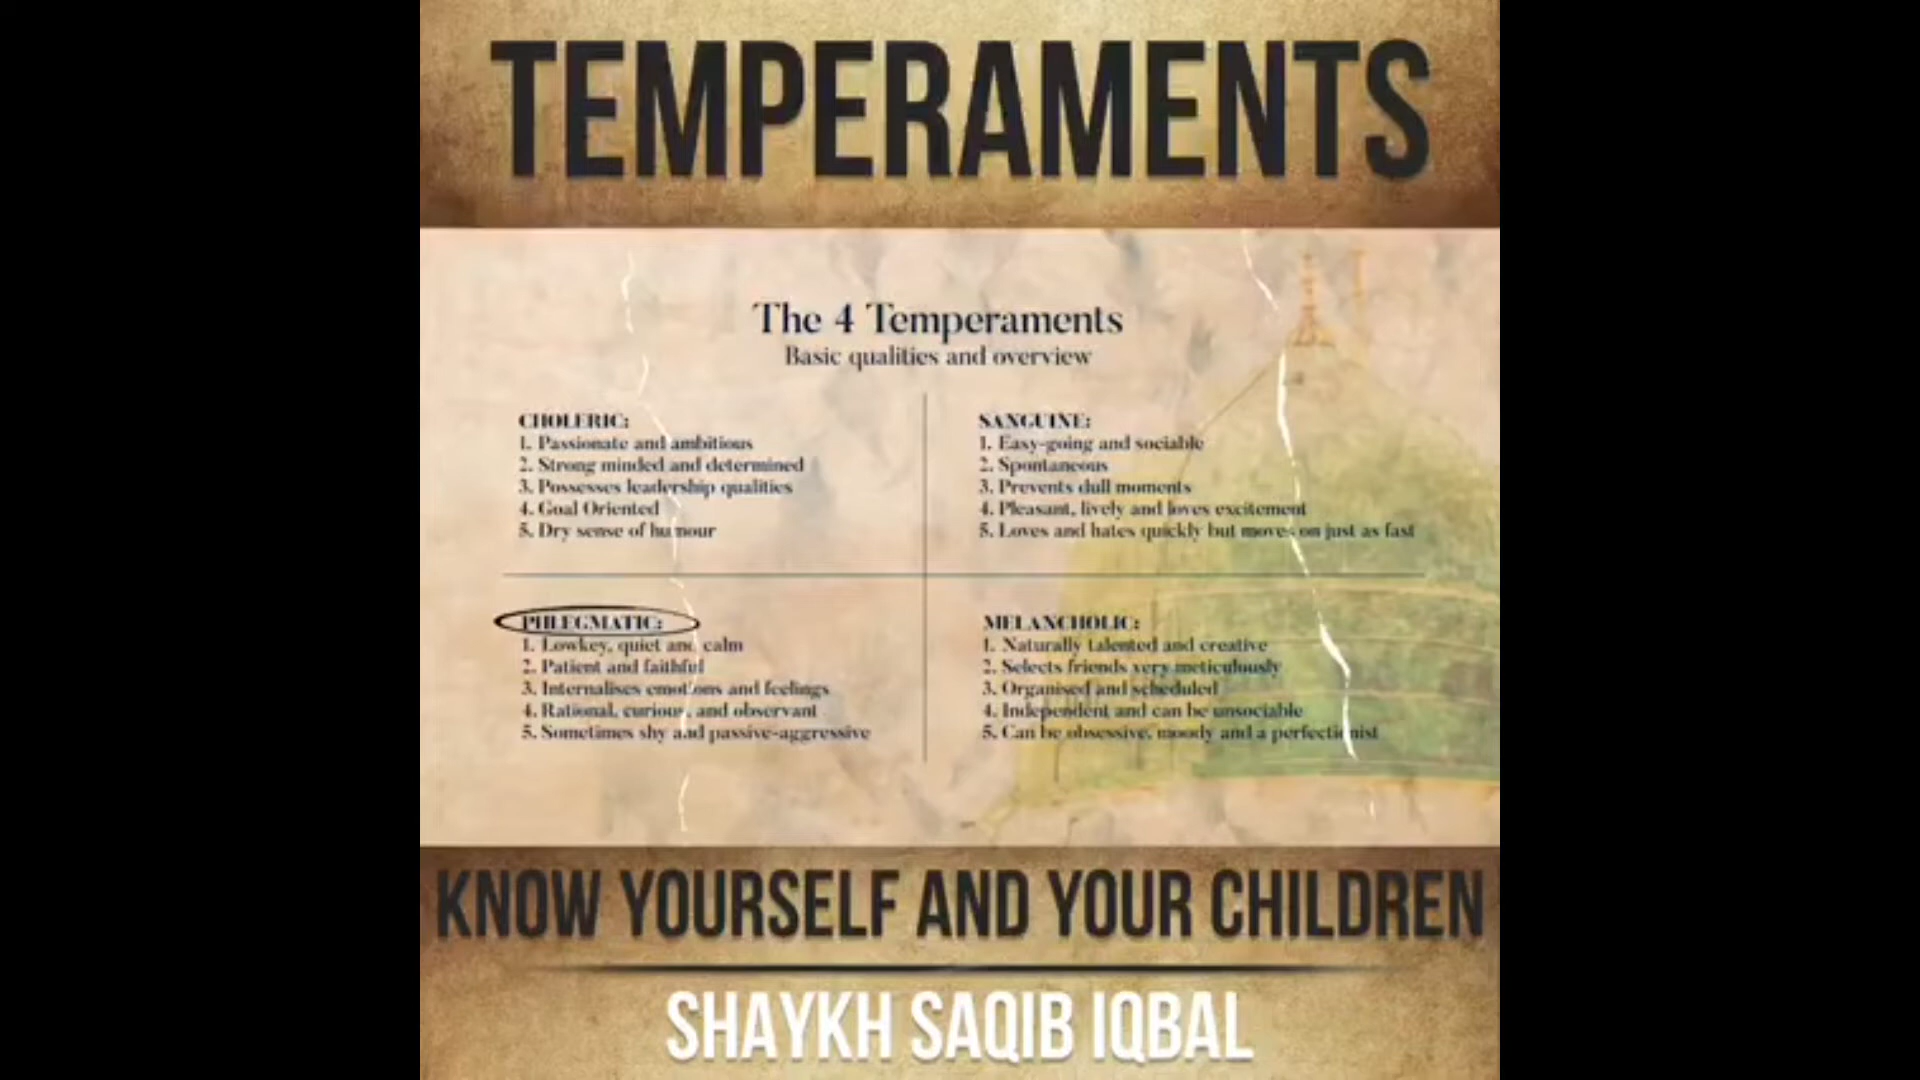 TEMPERAMENTS
The 4 Temperaments
Basic qualities and overview
CHOLERIC:
1. Passionate and ambitious
2. Strong minded and determined
3. Possesses leadership qualities
4. Goal Oriented
5. Dry sense of humour
SANGUINE:
1. Easy-going and sociable
2. Spontaneous
3. Prevents dull moments
4. Pleasant, lively and loves excitement
5. Loves and hates quickly but moves on just as fast
PHLEGMATIC:
1. Lowkey, quiet and calm
2. Patient and faithful
3. Internalises emotions and feelings
4. Rational, curious, and observant
5. Sometimes shy and passive-aggressive
MELANCHOLIC:
1. Naturally talented and creative
2. Selects friends very meticulously
3. Organised and scheduled
4. Independent and can be unsociable
5. Can be obsessive, moody and a perfectionist
KNOW YOURSELF AND YOUR CHILDREN
SHAYKH SAQIB IQBAL